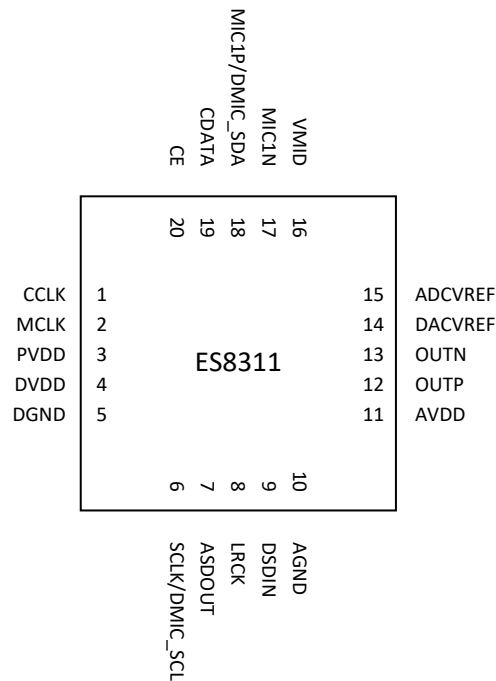 CE
CDATA
MIC1P/DMIC_SDA
MIC1N
VMID
20
19
18
17
16
CCLK 1
MCLK 2
PVDD 3
DVDD 4
DGND 5
ES8311
15 ADCVREF
14 DACVREF
13 OUTN
12 OUTP
11 AVDD
6
7
8
9
10
SCLK/DMIC_SCL
ASDOUT
LRCK
DSDIN
AGND